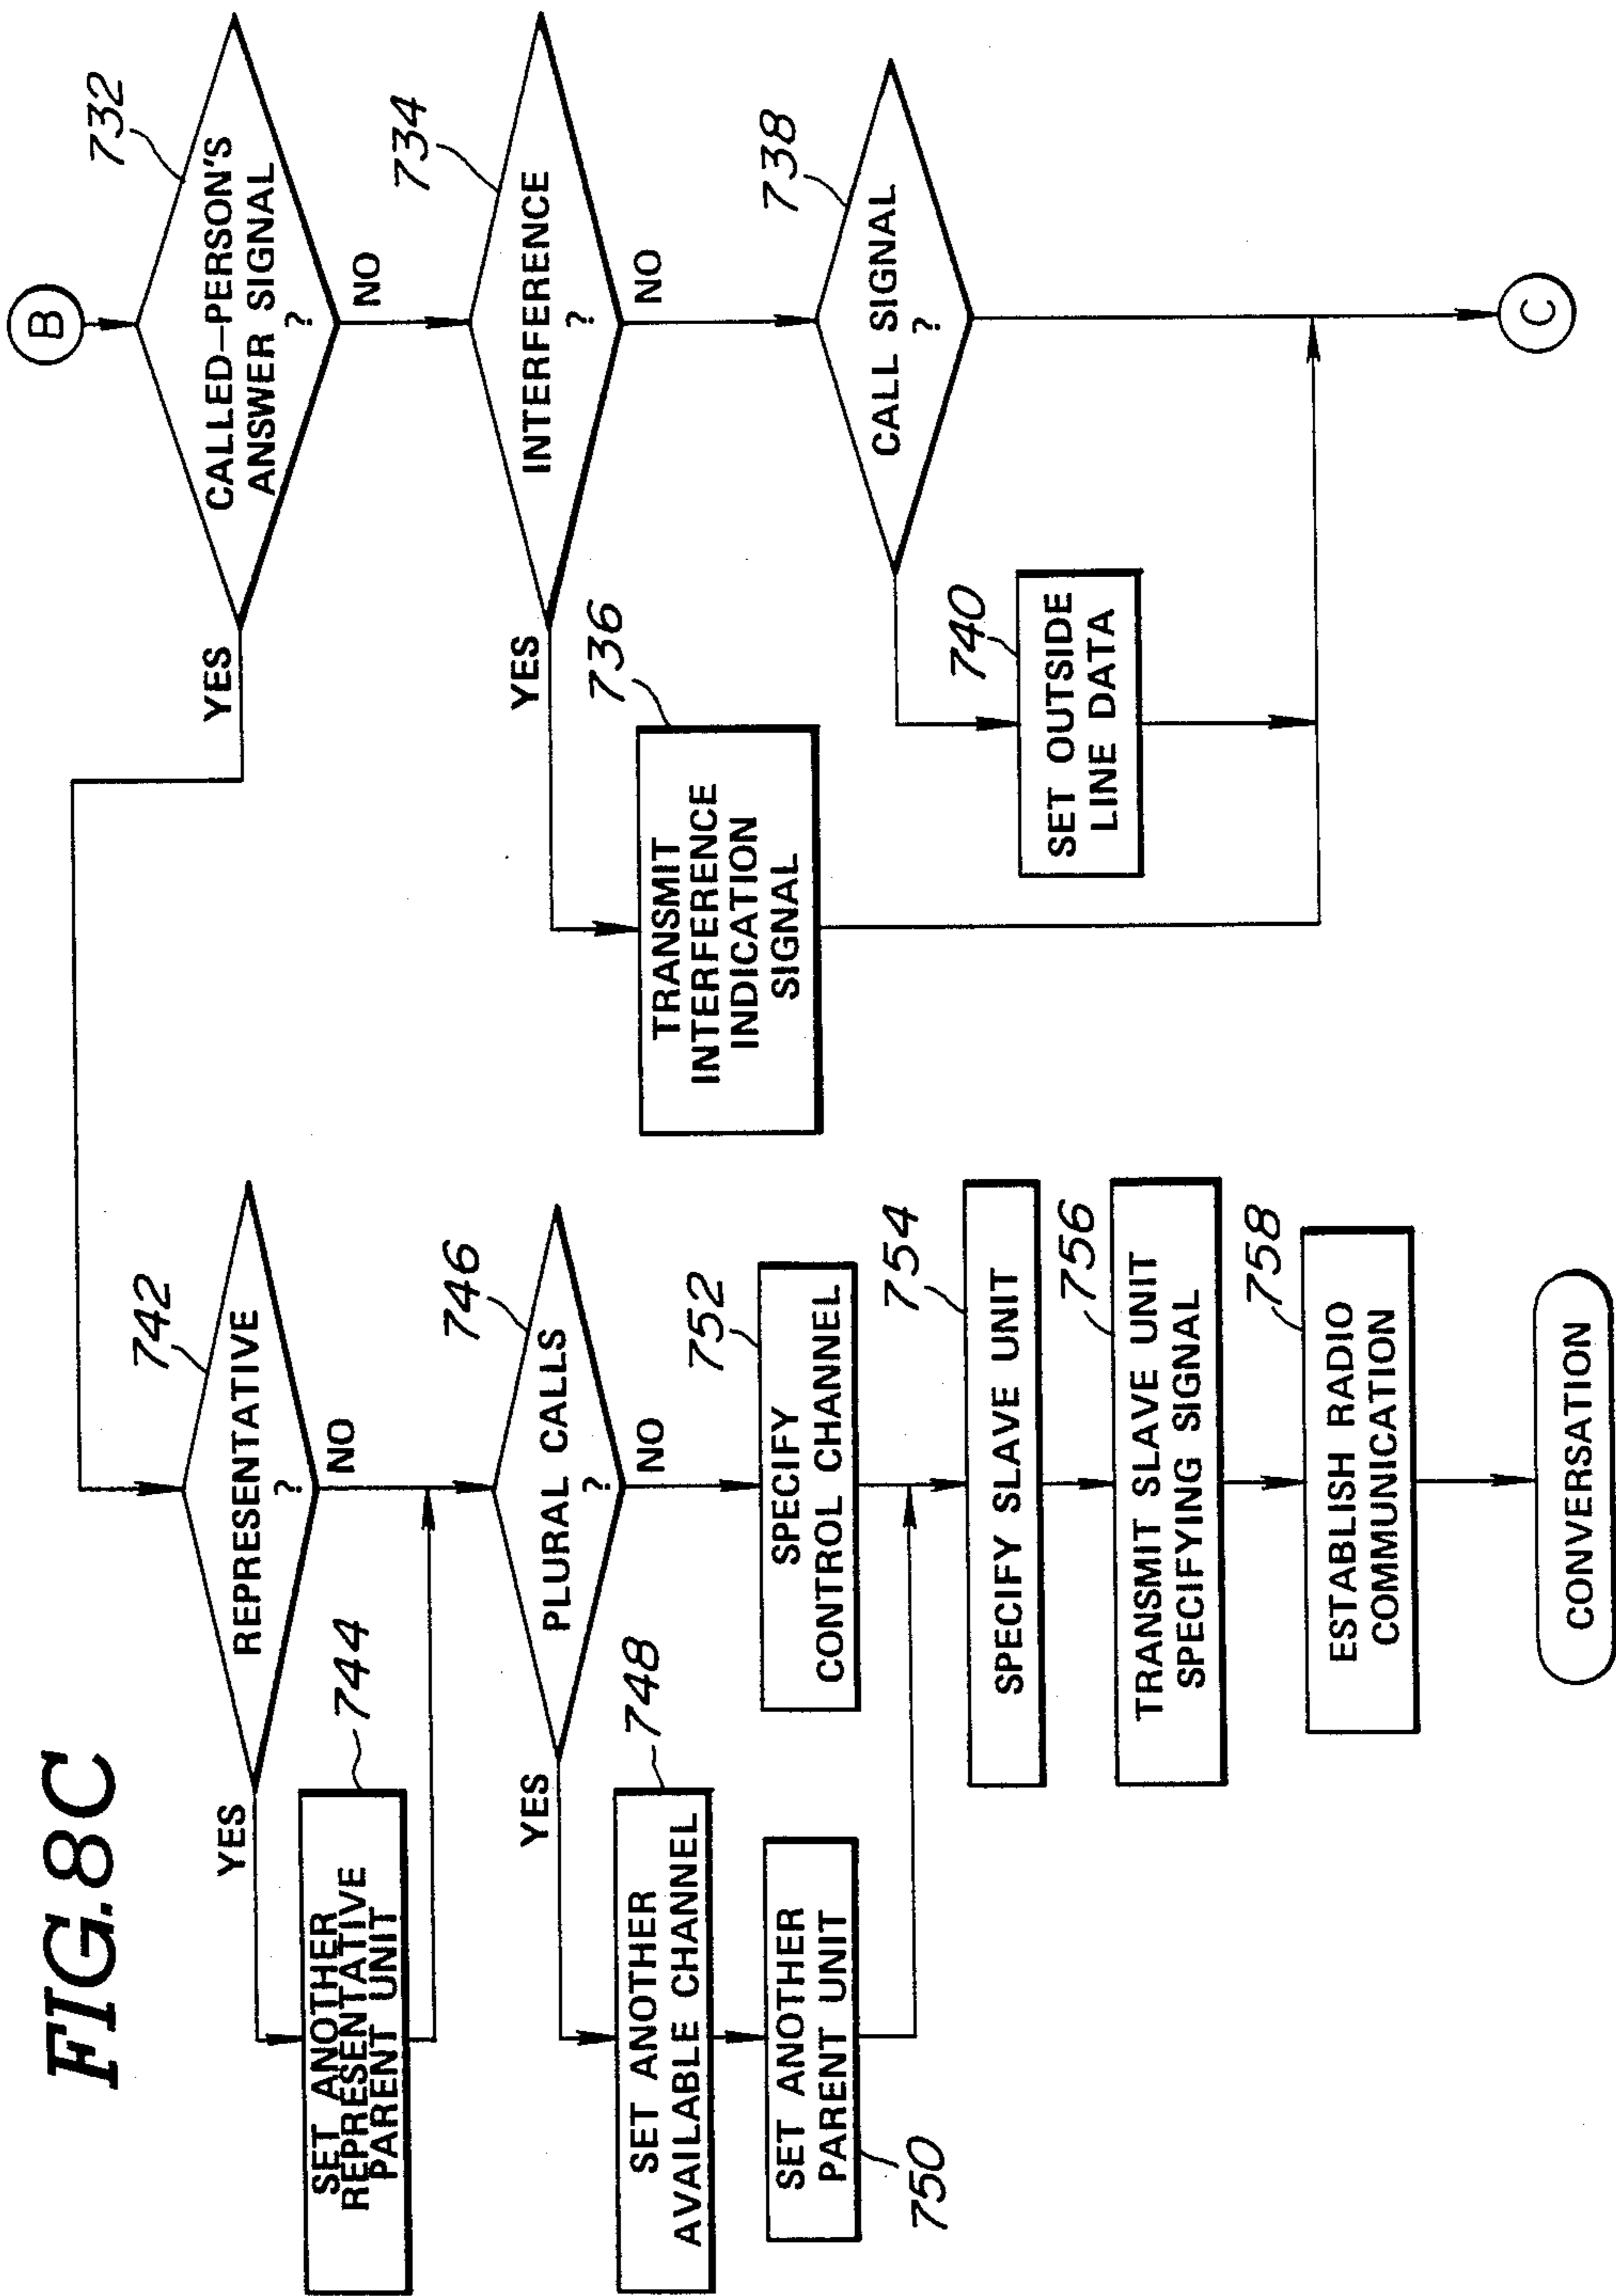 FIG.8C
B
732
CALLED-PERSON'S
ANSWER SIGNAL
?
YES
NO
734
INTERFERENCE
?
YES
NO
736
TRANSMIT
INTERFERENCE
INDICATION
SIGNAL
738
CALL SIGNAL
?
740
SET OUTSIDE
LINE DATA
C
742
REPRESENTATIVE
?
YES
NO
744
SET ANOTHER
REPRESENTATIVE
PARENT UNIT
746
PLURAL CALLS
?
YES
NO
748
SET ANOTHER
AVAILABLE CHANNEL
SET ANOTHER
PARENT UNIT
750
752
SPECIFY
CONTROL CHANNEL
754
SPECIFY SLAVE UNIT
756
TRANSMIT SLAVE UNIT
SPECIFYING SIGNAL
758
ESTABLISH RADIO
COMMUNICATION
CONVERSATION